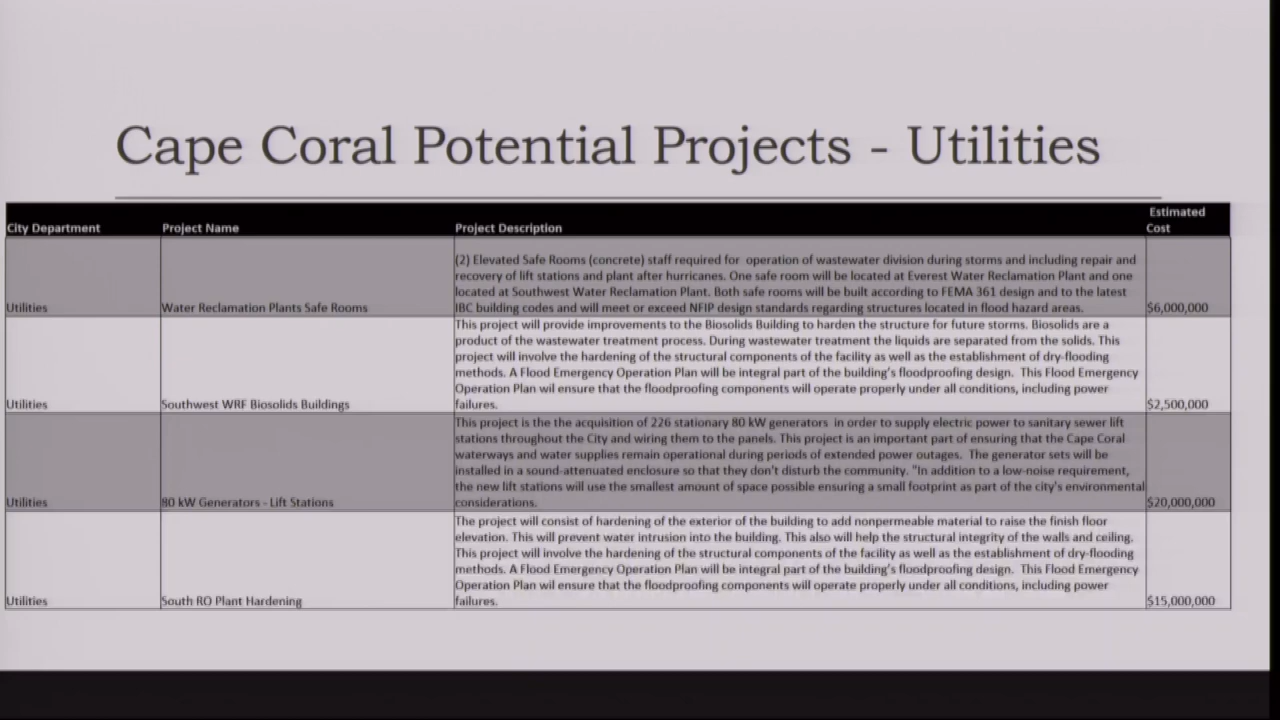 Cape Coral Potential Projects - Utilities
City Department Project Name Project Description Estimated Cost
(2) Elevated Safe Rooms (concrete) staff required for operation of wastewater division during storms and including repair and
recovery of lift stations and plant after hurricanes. One safe room will be located at Everest Water Reclamation Plant and one
located at Southwest Water Reclamation Plant. Both safe rooms will be built according to FEMA 361 design and to the latest
Utilities Water Reclamation Plants Safe Rooms IBC building codes and will meet or exceed NFIP design standards regarding structures located in flood hazard areas. $6,000,000
This project will provide improvements to the Biosolids Building to harden the structure for future storms. Biosolids are a
product of the wastewater treatment process. During wastewater treatment the liquids are separated from the solids. This
project will involve the hardening of the structural components of the facility as well as the establishment of dry-flooding
methods. A Flood Emergency Operation Plan will be integral part of the building's floodproofing design. This Flood Emergency
Operation Plan wil ensure that the floodproofing components will operate properly under all conditions, including power
Utilities Southwest WRF Biosolids Buildings failures. $2,500,000
This project is the the acquisition of 226 stationary 80 kW generators in order to supply electric power to sanitary sewer lift
stations throughout the City and wiring them to the panels. This project is an important part of ensuring that the Cape Coral
waterways and water supplies remain operational during periods of extended power outages. The generator sets will be
installed in a sound-attenuated enclosure so that they don't disturb the community. "In addition to a low-noise requirement,
the new lift stations will use the smallest amount of space possible ensuring a small footprint as part of the city's environmental
Utilities 80 kW Generators - Lift Stations considerations. $20,000,000
The project will consist of hardening of the exterior of the building to add nonpermeable material to raise the finish floor
elevation. This will prevent water intrusion into the building. This also will help the structural integrity of the walls and ceiling.
This project will involve the hardening of the structural components of the facility as well as the establishment of dry-flooding
methods. A Flood Emergency Operation Plan will be integral part of the building's floodproofing design. This Flood Emergency
Operation Plan wil ensure that the floodproofing components will operate properly under all conditions, including power
Utilities South RO Plant Hardening failures. $15,000,000